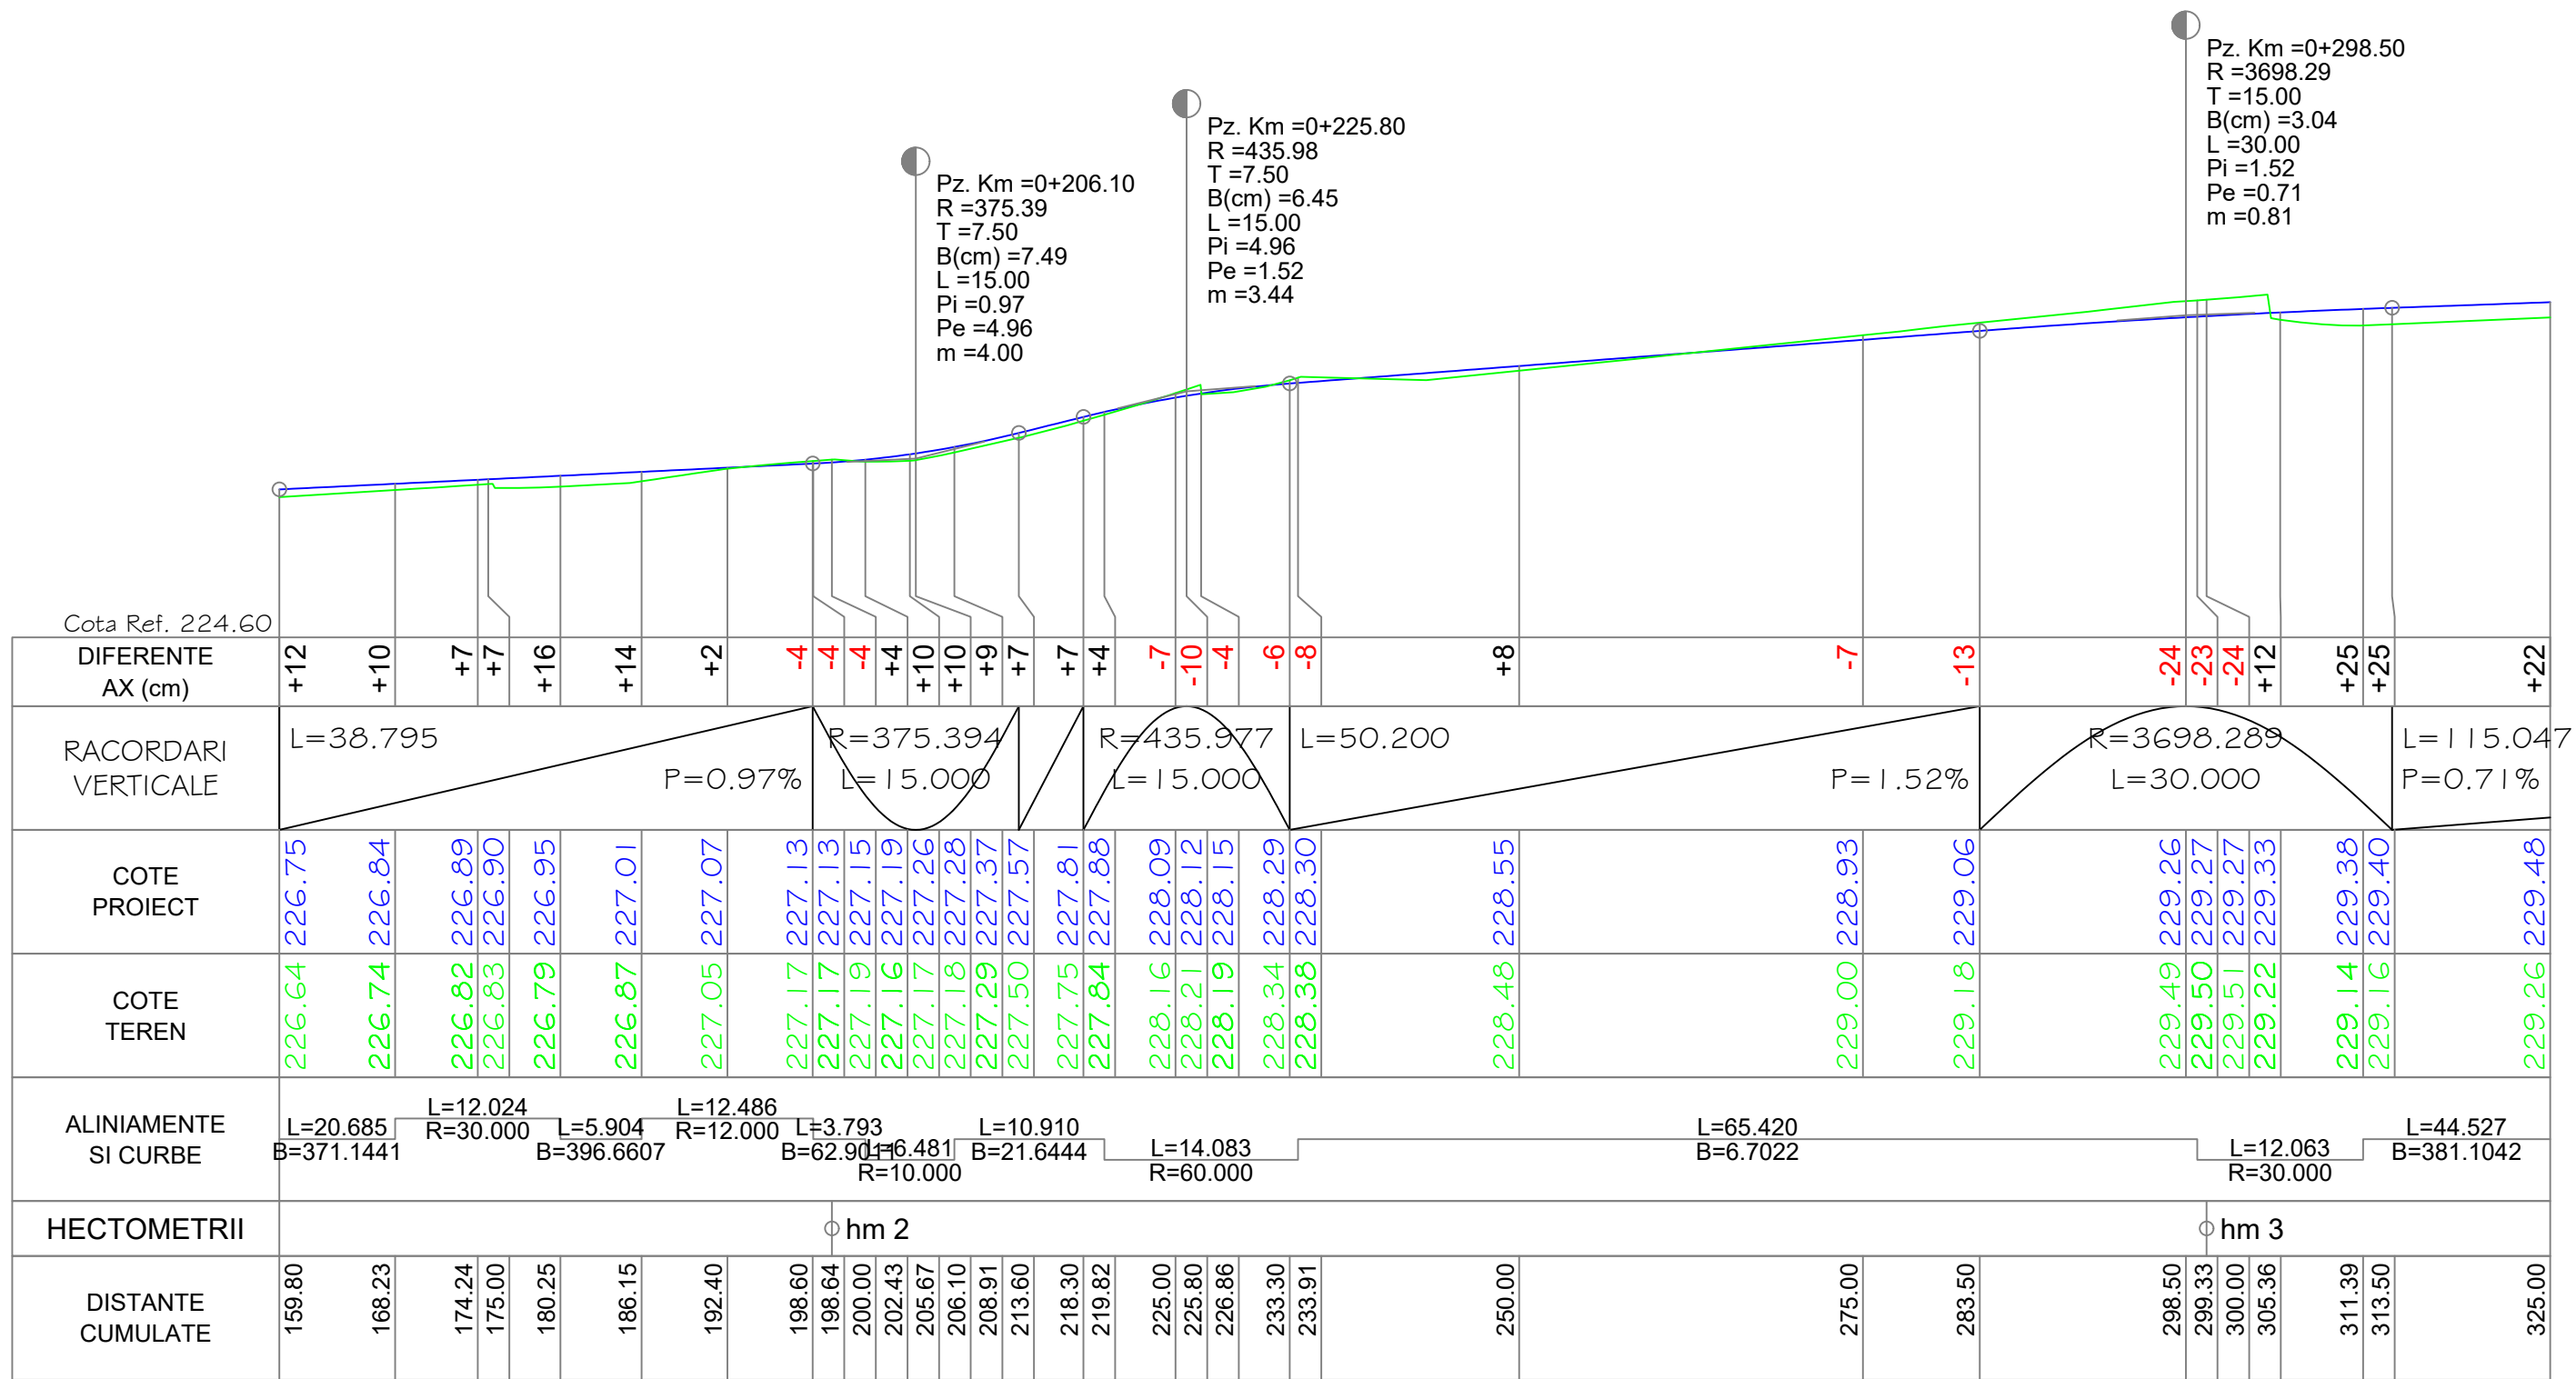 Pz. Km =0+298.50
R =3698.29
T =15.00
B(cm) =3.04
L =30.00
Pi =1.52
Pe =0.71
m =0.81
Pz. Km =0+225.80
R =435.98
T =7.50
B(cm) =6.45
L =15.00
Pi =4.96
Pe =1.52
m =3.44
Pz. Km =0+206.10
R =375.39
T =7.50
B(cm) =7.49
L =15.00
Pi =0.97
Pe =4.96
m =4.00
Cota Ref. 224.60
DIFERENTE
AX (cm)
+12 +10 +7 +7 +16 +14 +2 -4 -4 -4 +4 +10 +10 +9 +7 +7 +4 -7 -10 -4 -6 -8 +8 -7 -13 -24 -23 -24 +12 +25 +25 +22
RACORDARI
VERTICALE
L=38.795 R=375.394 R=435.977 L=50.200 R=3698.289 L=115.047
P=0.97% L=15.000 L=15.000 P=1.52% L=30.000 P=0.71%
COTE
PROIECT
226.75 226.84 226.89 226.90 226.95 227.01 227.07 227.13 227.13 227.15 227.19 227.26 227.28 227.37 227.57 227.81 227.88 228.09 228.12 228.15 228.29 228.30 228.55 228.93 229.06 229.26 229.27 229.27 229.33 229.38 229.40 229.48
COTE
TEREN
226.64 226.74 226.82 226.83 226.79 226.87 227.05 227.17 227.17 227.19 227.16 227.17 227.18 227.29 227.50 227.75 227.84 228.16 228.21 228.19 228.34 228.38 228.48 229.00 229.18 229.49 229.50 229.51 229.22 229.14 229.16 229.26
ALINIAMENTE
SI CURBE
L=20.685
B=371.1441
L=12.024
R=30.000
L=5.904
B=396.6607
L=12.486
R=12.000
L=3.793
B=62.9011
L=6.481
R=10.000
L=10.910
B=21.6444
L=14.083
R=60.000
L=65.420
B=6.7022
L=12.063
R=30.000
L=44.527
B=381.1042
HECTOMETRII
hm 2 hm 3
DISTANTE
CUMULATE
159.80 168.23 174.24 175.00 180.25 186.15 192.40 198.60 198.64 200.00 202.43 205.67 206.10 208.91 213.60 218.30 219.82 225.00 225.80 226.86 233.30 233.91 250.00 275.00 283.50 298.50 299.33 300.00 305.36 311.39 313.50 325.00